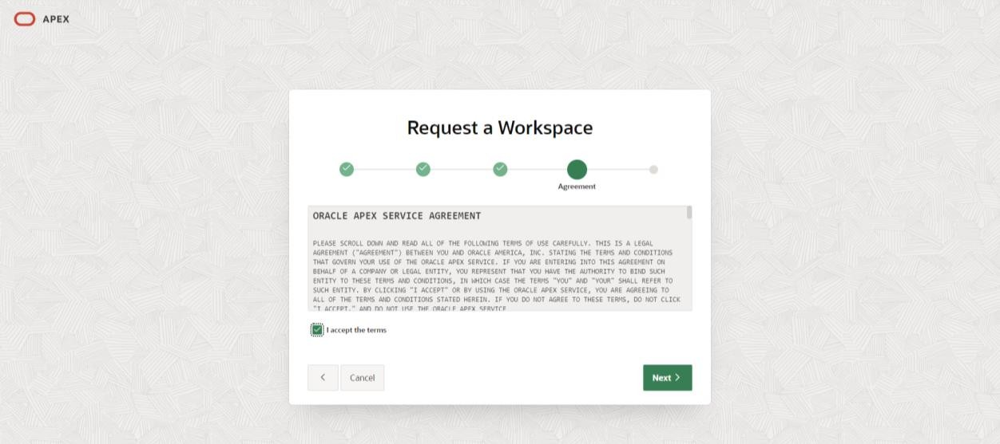 APEX
Request a Workspace
Agreement
ORACLE APEX SERVICE AGREEMENT
PLEASE SCROLL DOWN AND READ ALL OF THE FOLLOWING TERMS OF USE CAREFULLY. THIS IS A LEGAL
AGREEMENT ("AGREEMENT") BETWEEN YOU AND ORACLE AMERICA, INC. STATING THE TERMS AND CONDITIONS
THAT GOVERN YOUR USE OF THE ORACLE APEX SERVICE. IF YOU ARE ENTERING INTO THIS AGREEMENT ON
BEHALF OF A COMPANY OR LEGAL ENTITY, YOU REPRESENT THAT YOU HAVE THE AUTHORITY TO BIND SUCH
ENTITY TO THESE TERMS AND CONDITIONS, IN WHICH CASE THE TERMS "YOU" AND "YOUR" SHALL REFER TO
SUCH ENTITY. BY CLICKING "I ACCEPT" OR BY USING THE ORACLE APEX SERVICE, YOU ARE AGREEING TO
ALL OF THE TERMS AND CONDITIONS STATED HEREIN. IF YOU DO NOT AGREE TO THESE TERMS, DO NOT CLICK
"I ACCEPT," AND DO NOT USE THE ORACLE APEX SERVICE
I accept the terms
Cancel
Next